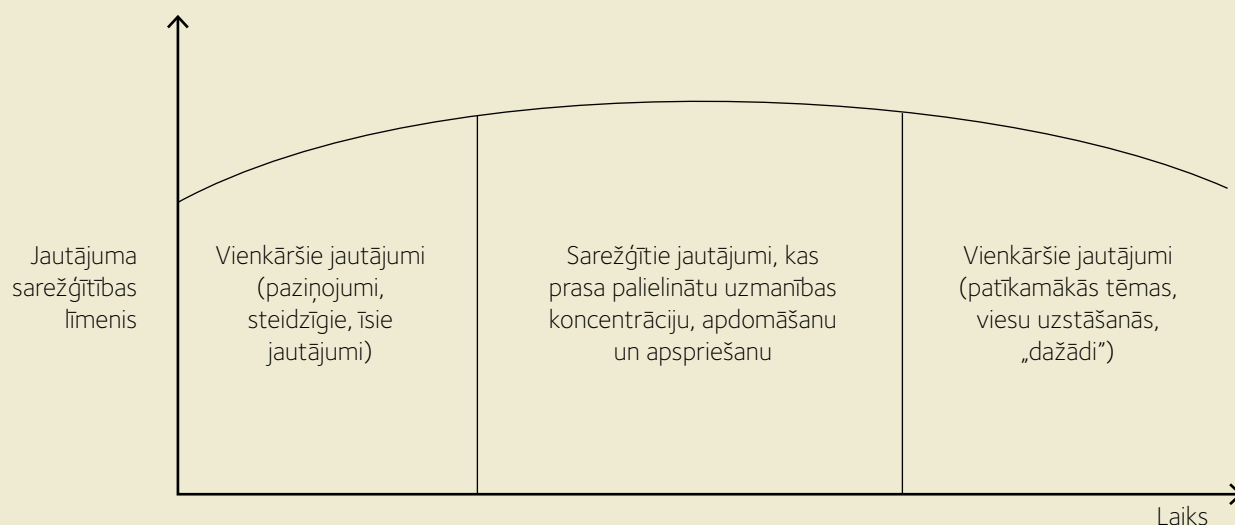 Jautājuma
sarežģītības
līmenis
Vienkāršie jautājumi
(paziņojumi,
steidzīgie, īsie
jautājumi)
Sarežģītie jautājumi, kas
prasa palielinātu uzmanības
koncentrāciju, apdomāšanu
un apspriešanu
Vienkāršie jautājumi
(patīkamākās tēmas,
viesu uzstāšanās,
„dažādi”)
Laiks